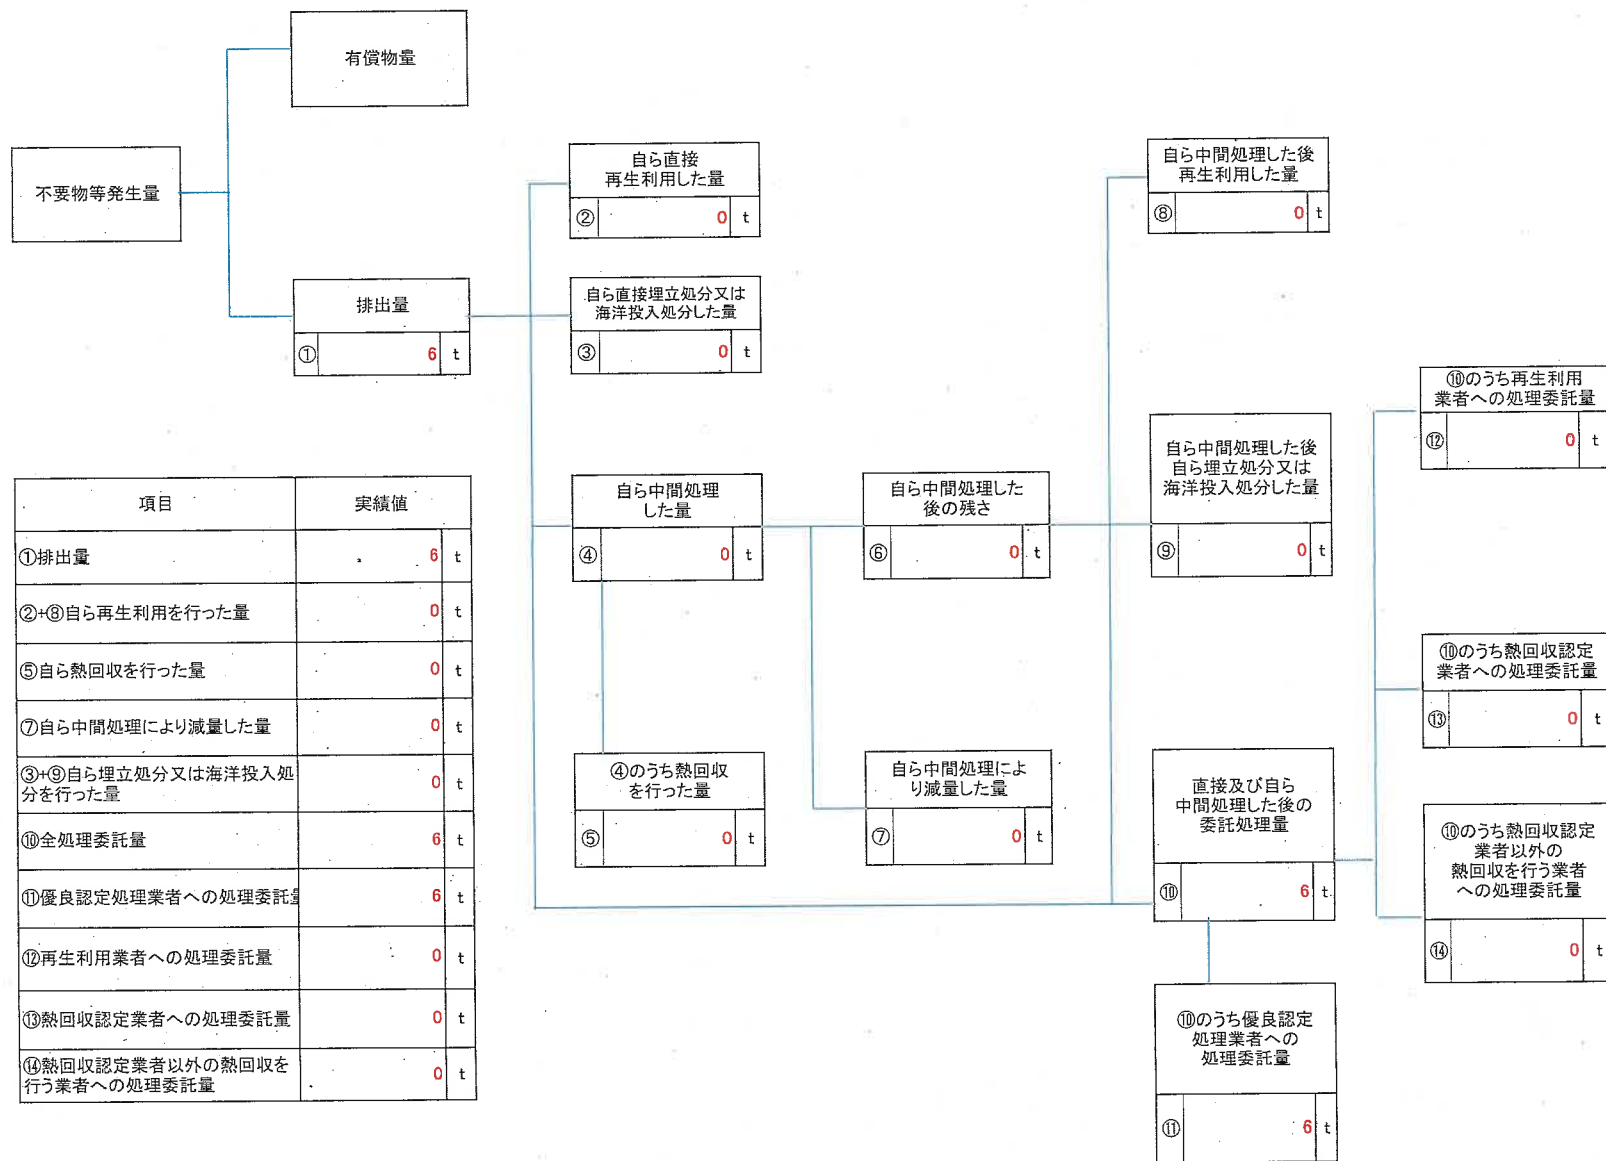 有償物量
不要物等発生量
排出量
① 6 t
自ら直接
再生利用した量
② 0 t
自ら直接埋立処分又は
海洋投入処分した量
③ 0 t
自ら中間処理
した量
④ 0 t
④のうち熱回収
を行った量
⑤ 0 t
自ら中間処理した
後の残さ
⑥ 0 t
自ら中間処理によ
り減量した量
⑦ 0 t
自ら中間処理した後
再生利用した量
⑧ 0 t
自ら中間処理した後
自ら埋立処分又は
海洋投入処分した量
⑨ 0 t
直接及び自ら
中間処理した後の
委託処理量
⑩ 6 t
⑩のうち優良認定
処理業者への
処理委託量
⑪ 6 t
⑩のうち再生利用
業者への処理委託量
⑫ 0 t
⑩のうち熱回収認定
業者への処理委託量
⑬ 0 t
⑩のうち熱回収認定
業者以外の
熱回収を行う業者
への処理委託量
⑭ 0 t
項目 実績値
①排出量 6 t
②+⑧自ら再生利用を行った量 0 t
⑤自ら熱回収を行った量 0 t
⑦自ら中間処理により減量した量 0 t
③+⑨自ら埋立処分又は海洋投入処
分を行った量 0 t
⑩全処理委託量 6 t
⑪優良認定処理業者への処理委託量 6 t
⑫再生利用業者への処理委託量 0 t
⑬熱回収認定業者への処理委託量 0 t
⑭熱回収認定業者以外の熱回収を
行う業者への処理委託量 0 t